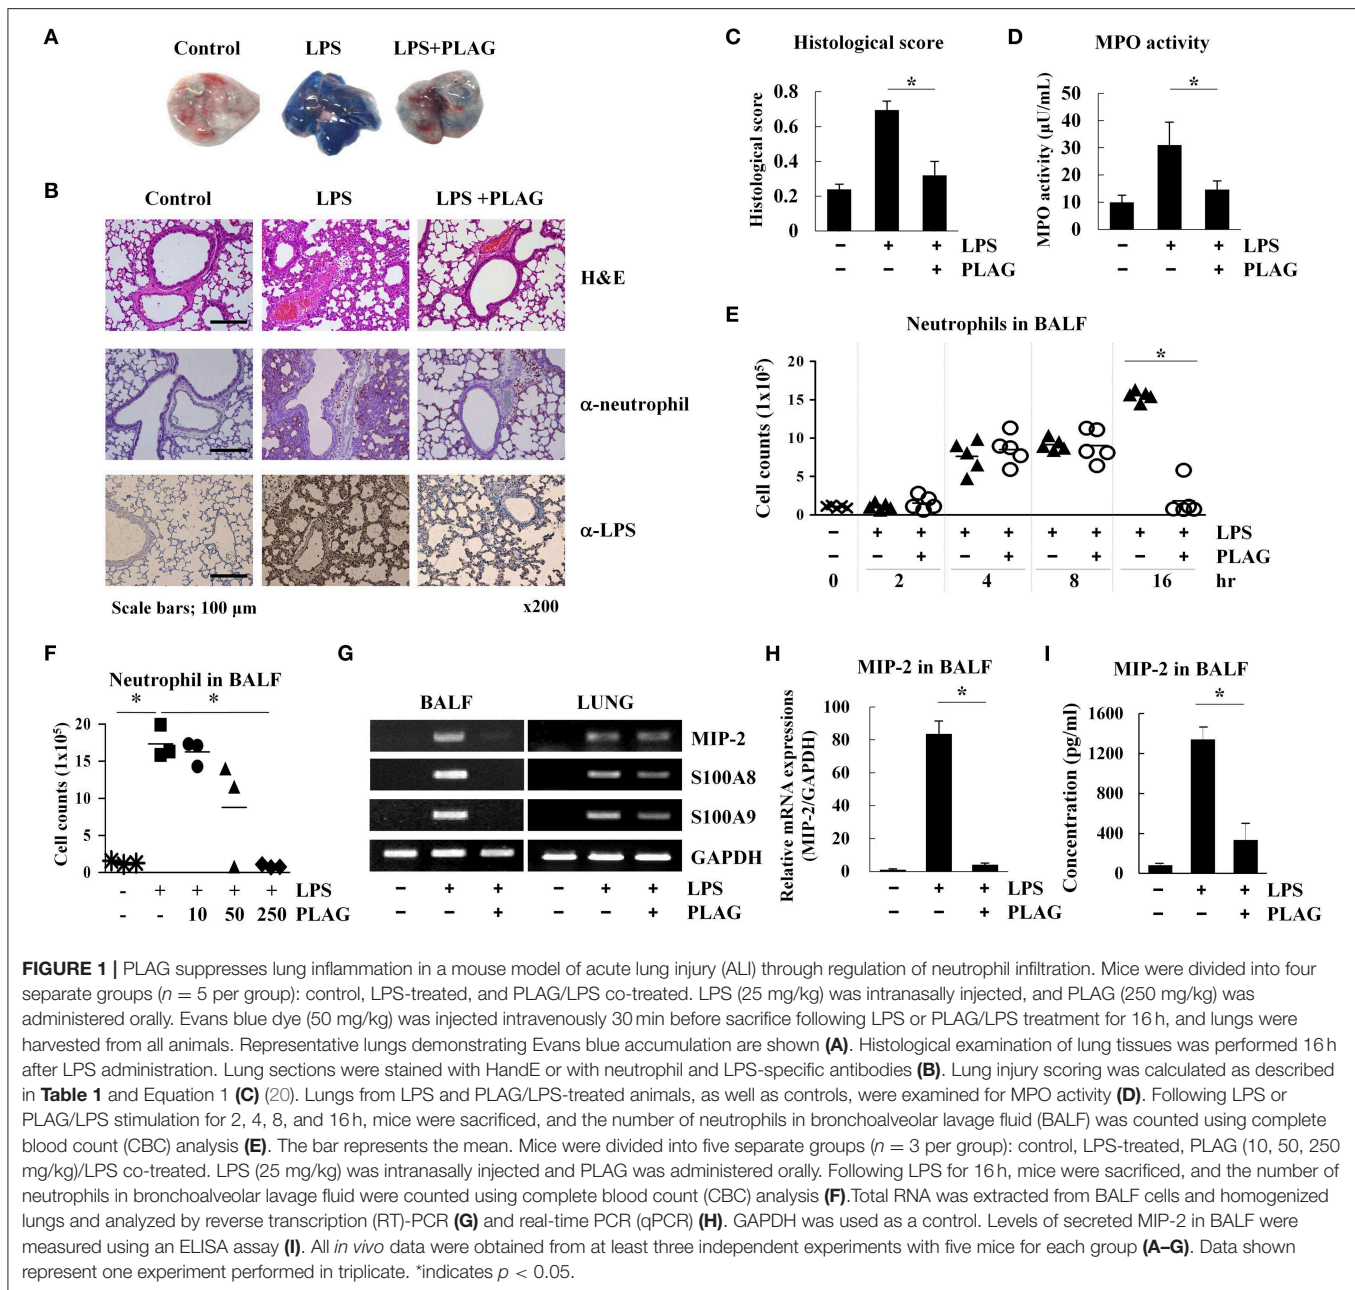 A
Control LPS LPS+PLAG
B
Control LPS LPS +PLAG
H&E
α-neutrophil
α-LPS
Scale bars; 100 μm x200
C
Histological score
Histological score
0.8
0.6
0.4
0.2
0
*
– + + LPS
– – + PLAG
D
MPO activity
MPO activity (μU/mL)
50
40
30
20
10
0
*
– + + LPS
– – + PLAG
E
Neutrophils in BALF
Cell counts (1x10⁵)
20
15
10
5
0
*
– + + + + + + + + LPS
– – + – + – + – + PLAG
0 2 4 8 16 hr
F
Neutrophil in BALF
Cell counts (1x10⁵)
20
15
10
5
0
* *
- + + + + LPS
- - 10 50 250 PLAG
G
BALF LUNG
MIP-2
S100A8
S100A9
GAPDH
– + + – + + LPS
– – + – – + PLAG
H
MIP-2 in BALF
Relative mRNA expressions
(MIP-2/GAPDH)
100
80
60
40
20
0
*
– + + LPS
– – + PLAG
I
MIP-2 in BALF
Concentration (pg/ml)
1600
1200
800
400
0
*
– + + LPS
– – + PLAG
FIGURE 1 | PLAG suppresses lung inflammation in a mouse model of acute lung injury (ALI) through regulation of neutrophil infiltration. Mice were divided into four
separate groups (n = 5 per group): control, LPS-treated, and PLAG/LPS co-treated. LPS (25 mg/kg) was intranasally injected, and PLAG (250 mg/kg) was
administered orally. Evans blue dye (50 mg/kg) was injected intravenously 30 min before sacrifice following LPS or PLAG/LPS treatment for 16 h, and lungs were
harvested from all animals. Representative lungs demonstrating Evans blue accumulation are shown (A). Histological examination of lung tissues was performed 16 h
after LPS administration. Lung sections were stained with HandE or with neutrophil and LPS-specific antibodies (B). Lung injury scoring was calculated as described
in Table 1 and Equation 1 (C) (20). Lungs from LPS and PLAG/LPS-treated animals, as well as controls, were examined for MPO activity (D). Following LPS or
PLAG/LPS stimulation for 2, 4, 8, and 16 h, mice were sacrificed, and the number of neutrophils in bronchoalveolar lavage fluid (BALF) was counted using complete
blood count (CBC) analysis (E). The bar represents the mean. Mice were divided into five separate groups (n = 3 per group): control, LPS-treated, PLAG (10, 50, 250
mg/kg)/LPS co-treated. LPS (25 mg/kg) was intranasally injected and PLAG was administered orally. Following LPS for 16 h, mice were sacrificed, and the number of
neutrophils in bronchoalveolar lavage fluid were counted using complete blood count (CBC) analysis (F).Total RNA was extracted from BALF cells and homogenized
lungs and analyzed by reverse transcription (RT)-PCR (G) and real-time PCR (qPCR) (H). GAPDH was used as a control. Levels of secreted MIP-2 in BALF were
measured using an ELISA assay (I). All in vivo data were obtained from at least three independent experiments with five mice for each group (A–G). Data shown
represent one experiment performed in triplicate. *indicates p < 0.05.